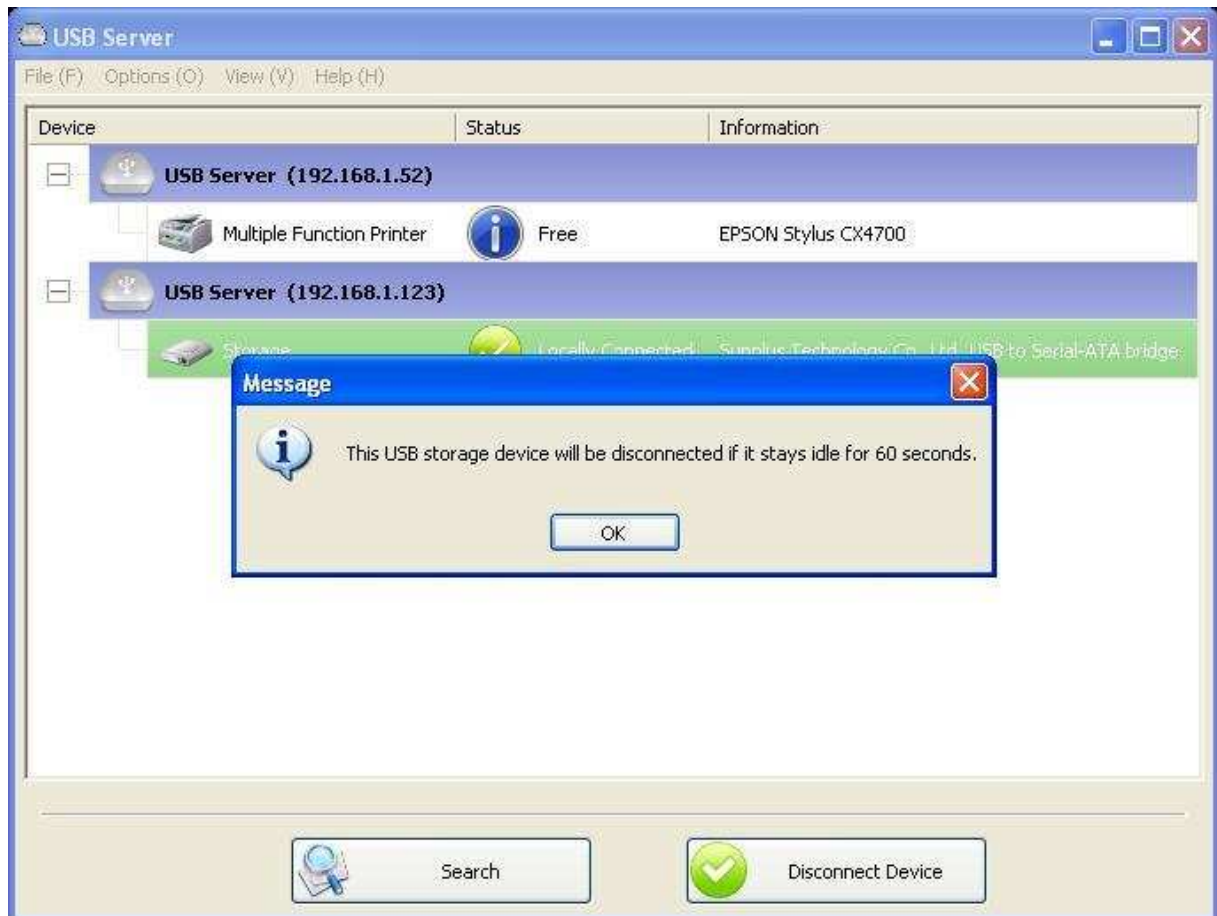 USB Server
File (F) Options (O) View (V) Help (H)
Device Status Information
USB Server (192.168.1.52)
Multiple Function Printer Free EPSON Stylus CX4700
USB Server (192.168.1.123)
Storage Locally Connected Sunplus Technology Co., Ltd. USB to Serial-ATA bridge
Message
This USB storage device will be disconnected if it stays idle for 60 seconds.
OK
Search Disconnect Device